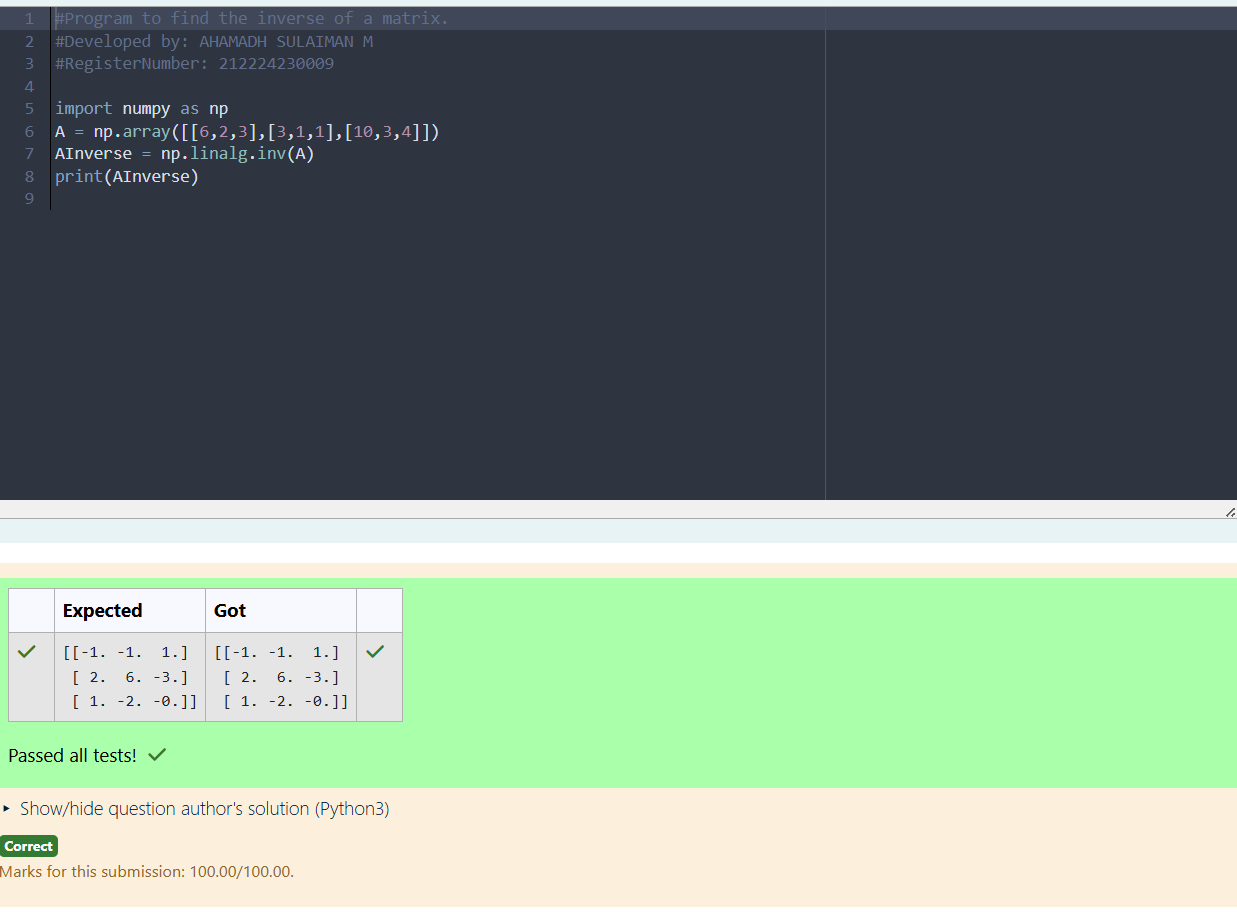 1 #Program to find the inverse of a matrix.
2 #Developed by: AHAMADH SULAIMAN M
3 #RegisterNumber: 212224230009
4
5 import numpy as np
6 A = np.array([[6,2,3],[3,1,1],[10,3,4]])
7 AInverse = np.linalg.inv(A)
8 print(AInverse)
9
Expected Got
[[-1. -1.  1.] [[-1. -1.  1.]
[ 2.  6. -3.] [ 2.  6. -3.]
[ 1. -2. -0.]] [ 1. -2. -0.]]
Passed all tests!
Show/hide question author's solution (Python3)
Correct
Marks for this submission: 100.00/100.00.